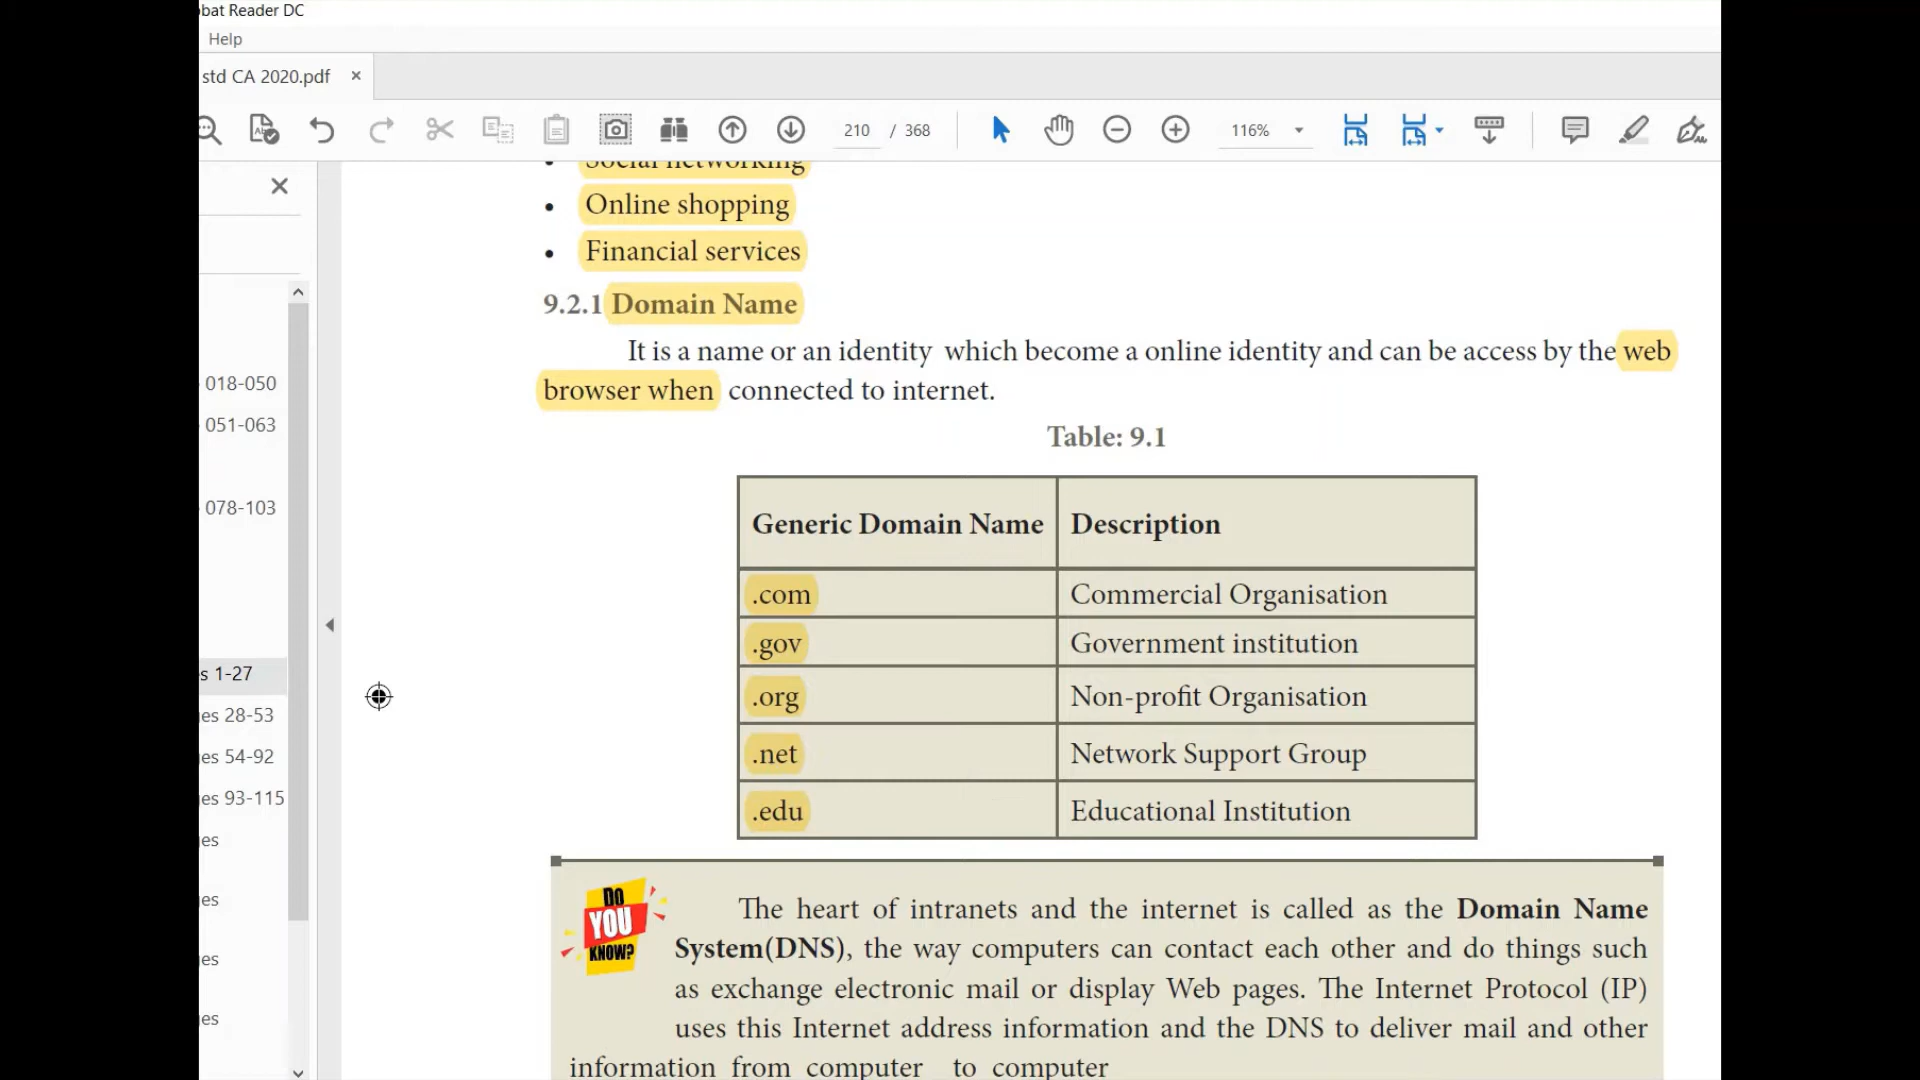 bat Reader DC
Help
std CA 2020.pdf
210 / 368
116%
018-050
051-063
078-103
s 1-27
es 28-53
es 54-92
es 93-115
es
es
es
es
• Social networking
• Online shopping
• Financial services
9.2.1 Domain Name
It is a name or an identity which become a online identity and can be access by the web
browser when connected to internet.
Table: 9.1
Generic Domain Name Description
.com Commercial Organisation
.gov Government institution
.org Non-profit Organisation
.net Network Support Group
.edu Educational Institution
DO
YOU
KNOW?
The heart of intranets and the internet is called as the Domain Name
System(DNS), the way computers can contact each other and do things such
as exchange electronic mail or display Web pages. The Internet Protocol (IP)
uses this Internet address information and the DNS to deliver mail and other
information from computer to computer